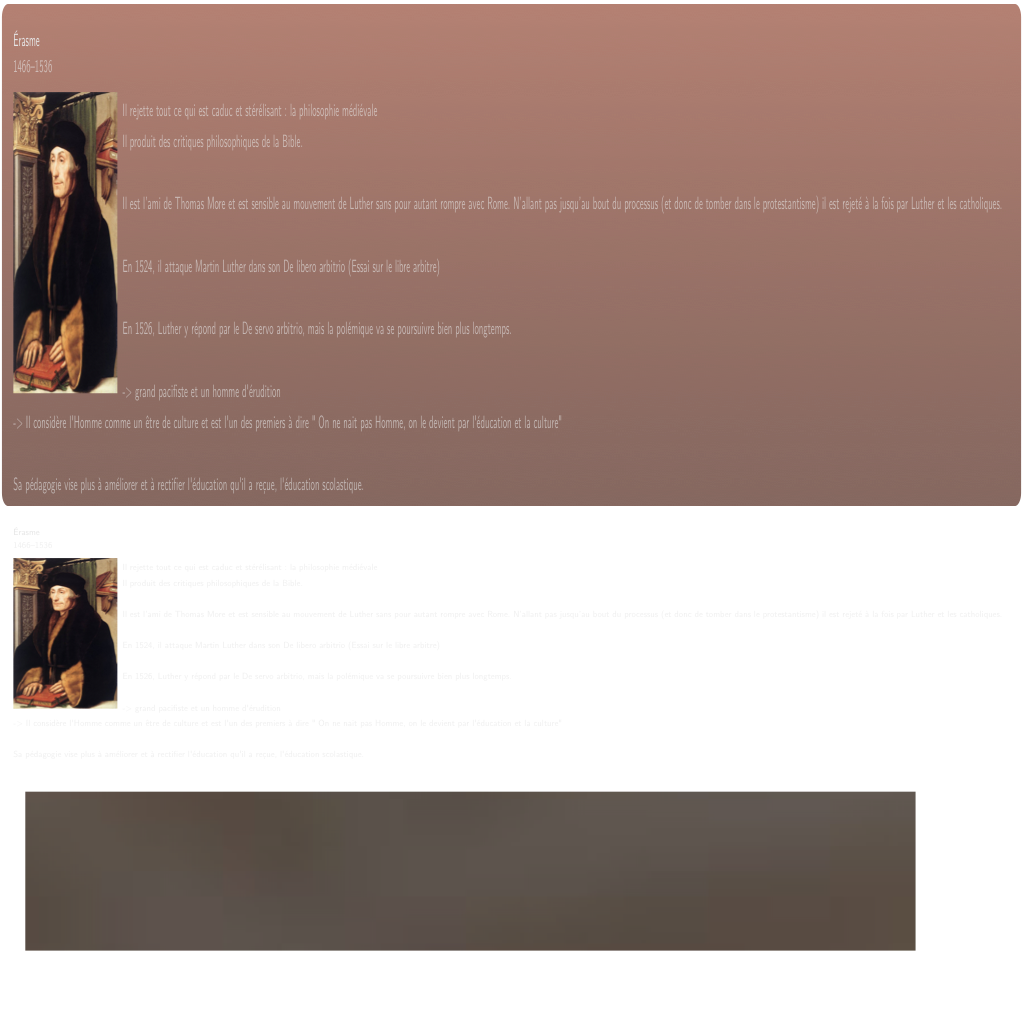 Érasme
1466–1536
Il rejette tout ce qui est caduc et stérélisant : la philosophie médiévale
Il produit des critiques philosophiques de la Bible.
Il est l'ami de Thomas More et est sensible au mouvement de Luther sans pour autant rompre avec Rome. N'allant pas jusqu'au bout du processus (et donc de tomber dans le protestantisme) il est rejeté à la fois par Luther et les catholiques.
En 1524, il attaque Martin Luther dans son De libero arbitrio (Essai sur le libre arbitre)
En 1526, Luther y répond par le De servo arbitrio, mais la polémique va se poursuivre bien plus longtemps.
-> grand pacifiste et un homme d'érudition
-> Il considère l'Homme comme un être de culture et est l'un des premiers à dire " On ne nait pas Homme, on le devient par l'éducation et la culture"
Sa pédagogie vise plus à améliorer et à rectifier l'éducation qu'il a reçue, l'éducation scolastique.
Érasme
1466–1536
Il rejette tout ce qui est caduc et stérélisant : la philosophie médiévale
Il produit des critiques philosophiques de la Bible.
Il est l'ami de Thomas More et est sensible au mouvement de Luther sans pour autant rompre avec Rome. N'allant pas jusqu'au bout du processus (et donc de tomber dans le protestantisme) il est rejeté à la fois par Luther et les catholiques.
En 1524, il attaque Martin Luther dans son De libero arbitrio (Essai sur le libre arbitre)
En 1526, Luther y répond par le De servo arbitrio, mais la polémique va se poursuivre bien plus longtemps.
-> grand pacifiste et un homme d'érudition
-> Il considère l'Homme comme un être de culture et est l'un des premiers à dire " On ne nait pas Homme, on le devient par l'éducation et la culture"
Sa pédagogie vise plus à améliorer et à rectifier l'éducation qu'il a reçue, l'éducation scolastique.